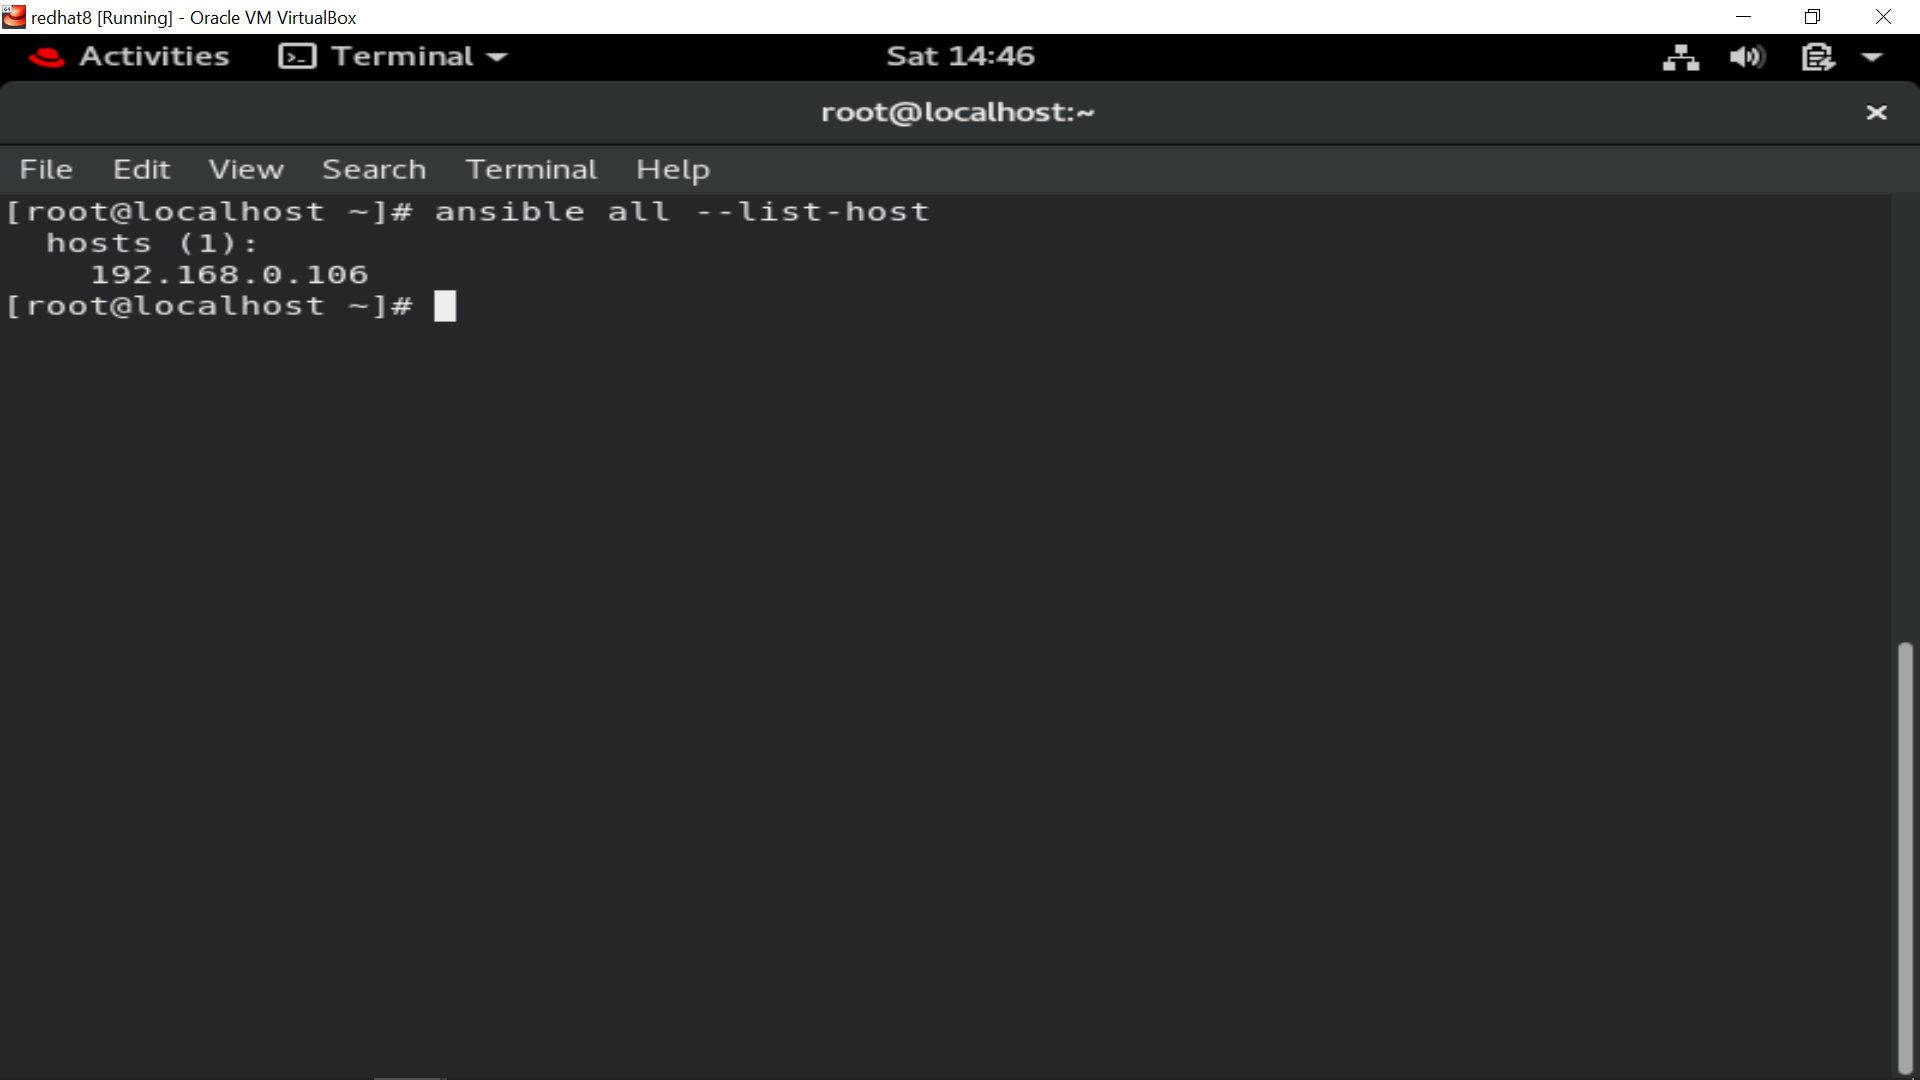 redhat8 [Running] - Oracle VM VirtualBox
Activities Terminal Sat 14:46
root@localhost:~
File Edit View Search Terminal Help
[root@localhost ~]# ansible all --list-host
  hosts (1):
    192.168.0.106
[root@localhost ~]#